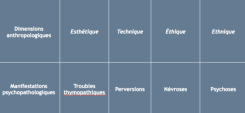 Dimensions
anthropologiques
Esthétique
Technique
Éthique
Ethnique
Manifestations
psychopathologiques
Troubles
thymopathiques
Perversions
Névroses
Psychoses